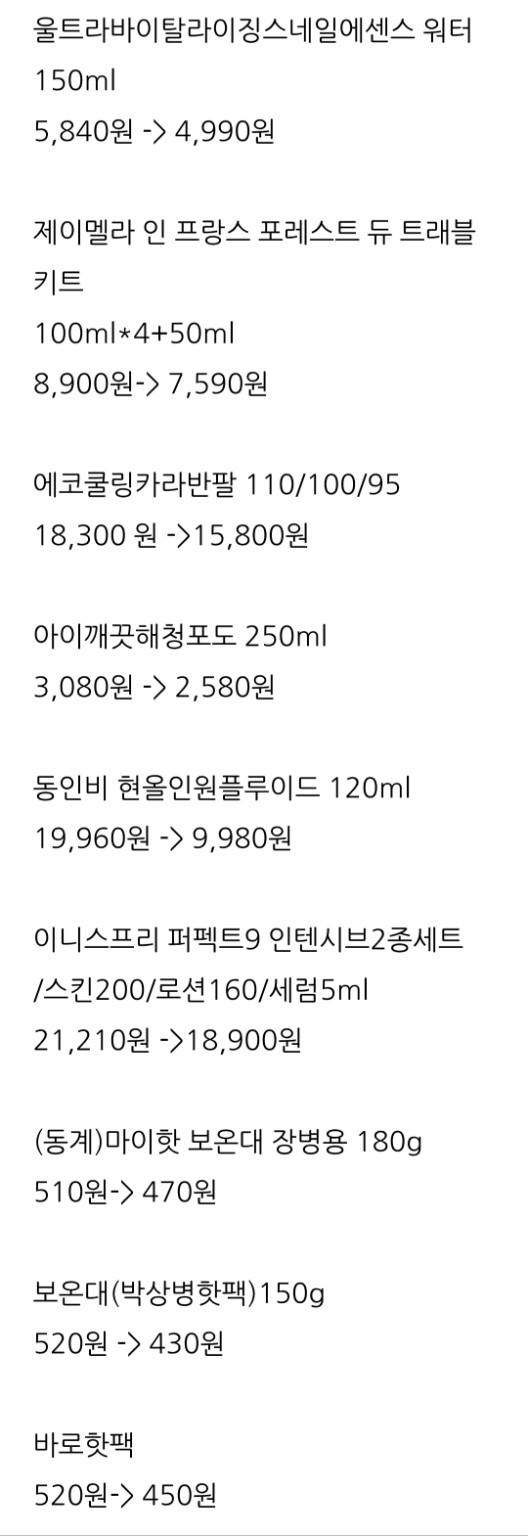 울트라바이탈라이징스네일에센스 워터
150ml
5,840원 -> 4,990원
제이멜라 인 프랑스 포레스트 듀 트래블
키트
100ml*4+50ml
8,900원-> 7,590원
에코쿨링카라반팔 110/100/95
18,300 원 ->15,800원
아이깨끗해청포도 250ml
3,080원 -> 2,580원
동인비 현올인원플루이드 120ml
19,960원 -> 9,980원
이니스프리 퍼펙트9 인텐시브2종세트
/스킨200/로션160/세럼5ml
21,210원 ->18,900원
(동계)마이핫 보온대 장병용 180g
510원-> 470원
보온대(박상병핫팩)150g
520원 -> 430원
바로핫팩
520원-> 450원